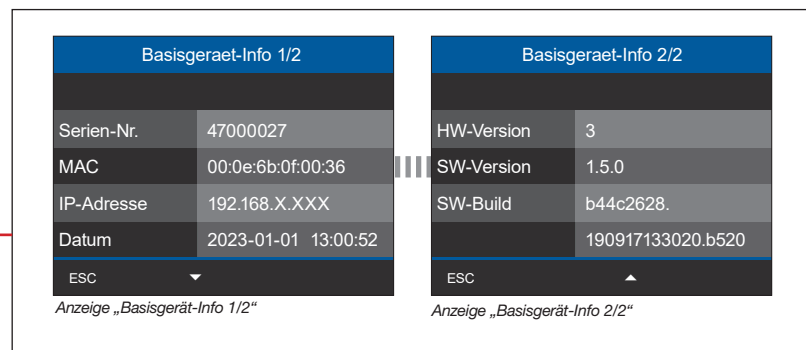 Basisgeraet-Info 1/2
Serien-Nr. 47000027
MAC 00:0e:6b:0f:00:36
IP-Adresse 192.168.X.XXX
Datum 2023-01-01 13:00:52
ESC
Anzeige „Basisgerät-Info 1/2“
Basisgeraet-Info 2/2
HW-Version 3
SW-Version 1.5.0
SW-Build b44c2628.
190917133020.b520
ESC
Anzeige „Basisgerät-Info 2/2“